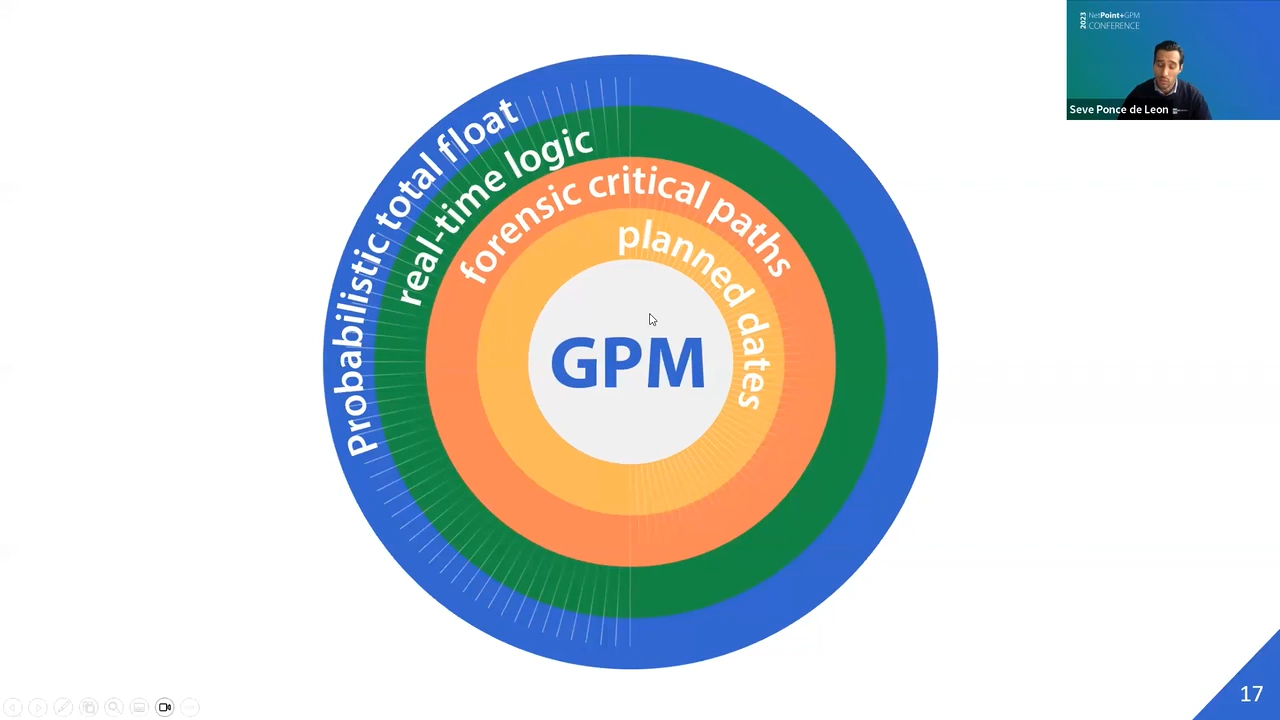 Probabilistic total float
real-time logic
forensic critical paths
planned dates
GPM
2023
NetPoint+GPM
CONFERENCE
Seve Ponce de Leon
17